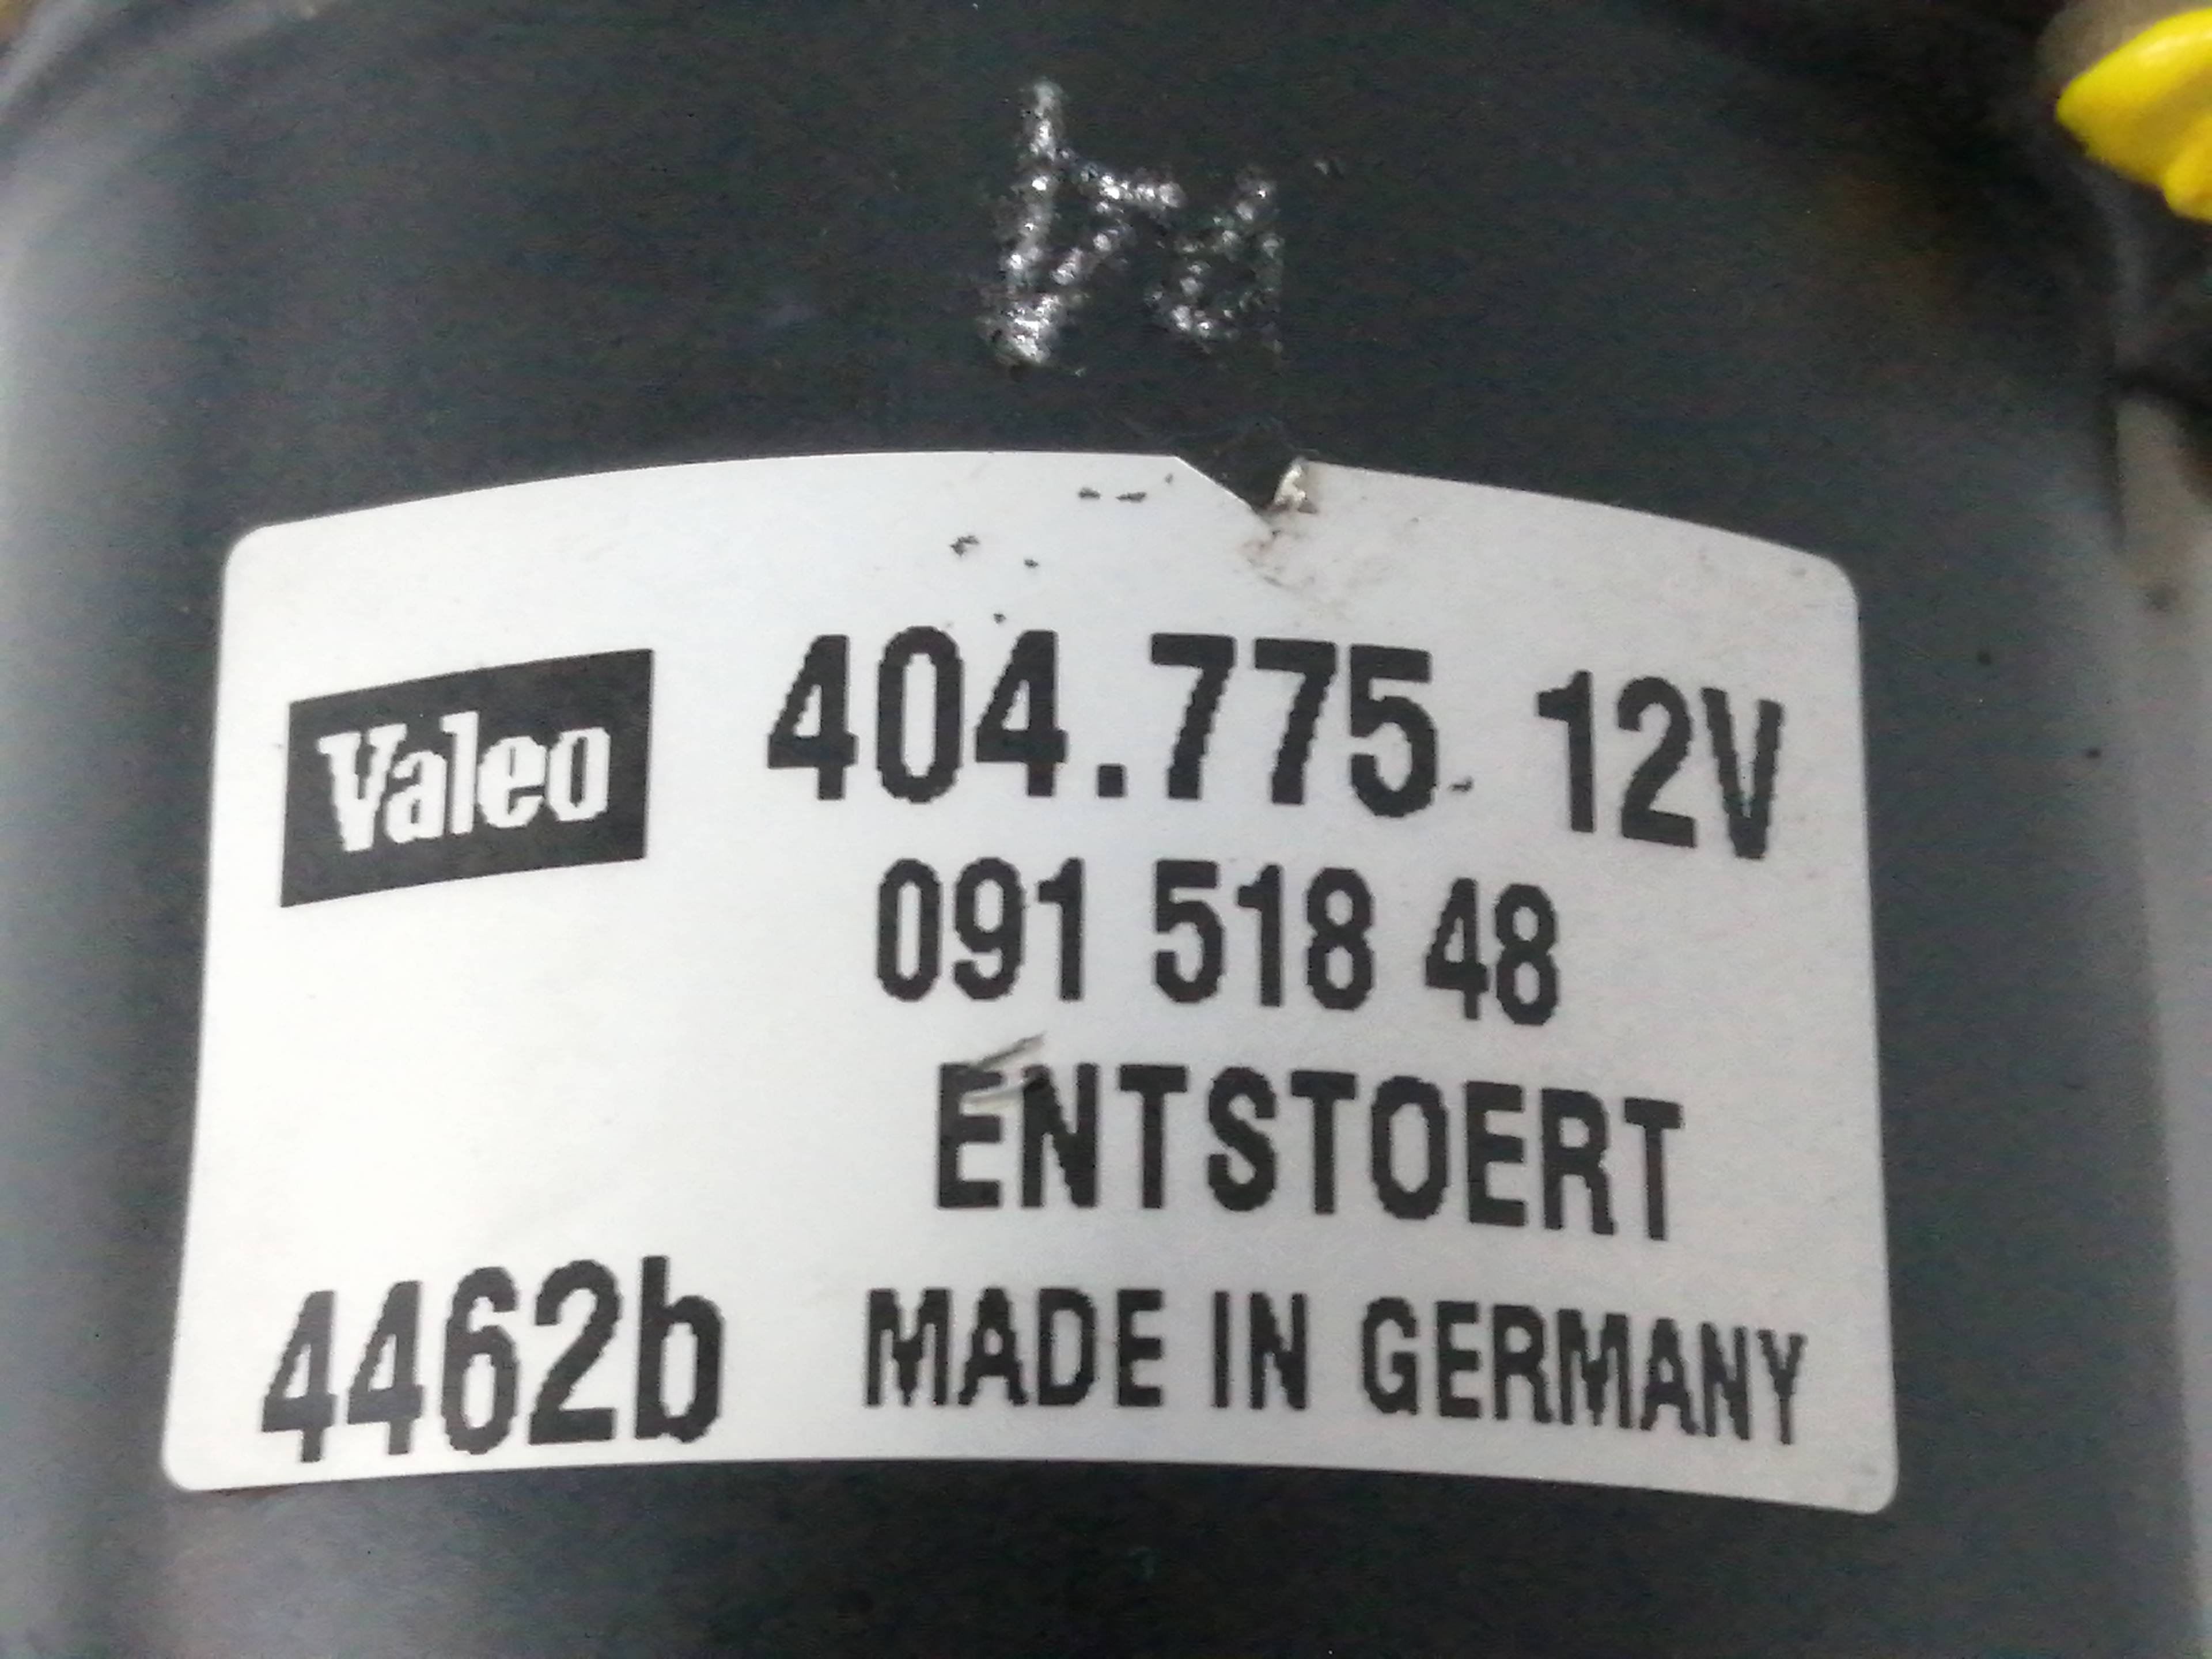 Valeo 404.775 12V
091 518 48
ENTSTOERT
4462b MADE IN GERMANY